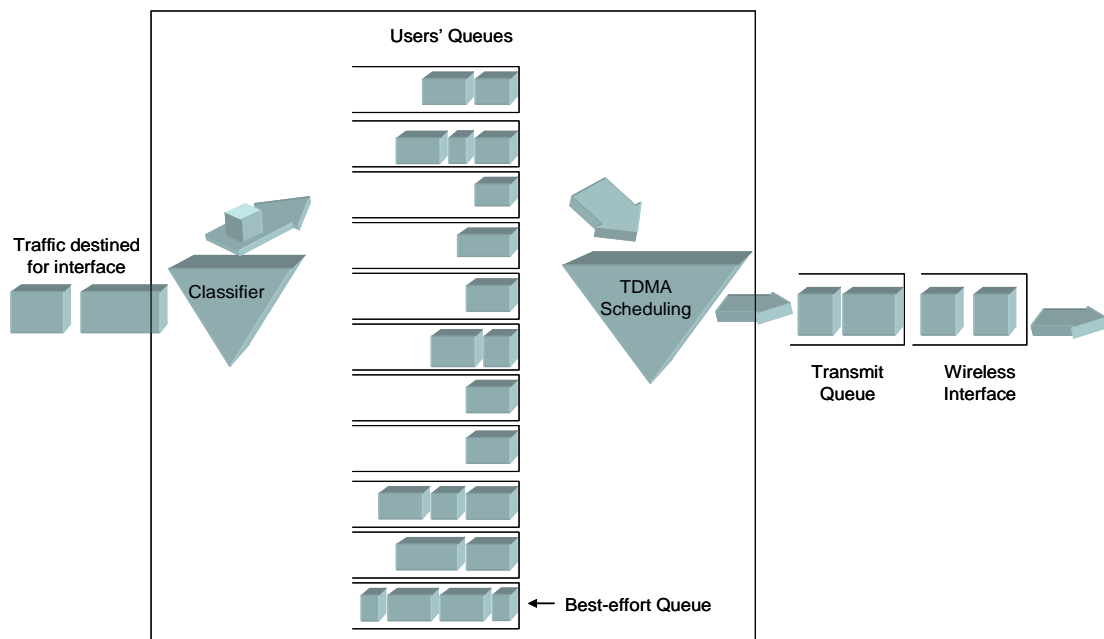 Users’ Queues
Traffic destined
for interface
Classifier
TDMA
Scheduling
Transmit
Queue
Wireless
Interface
Best-effort Queue